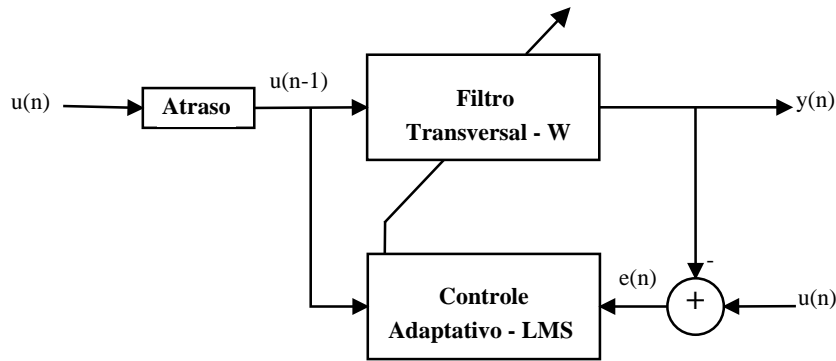 u(n)
Atraso
u(n-1)
Filtro
Transversal - W
y(n)
-
e(n)
+
u(n)
Controle
Adaptativo - LMS